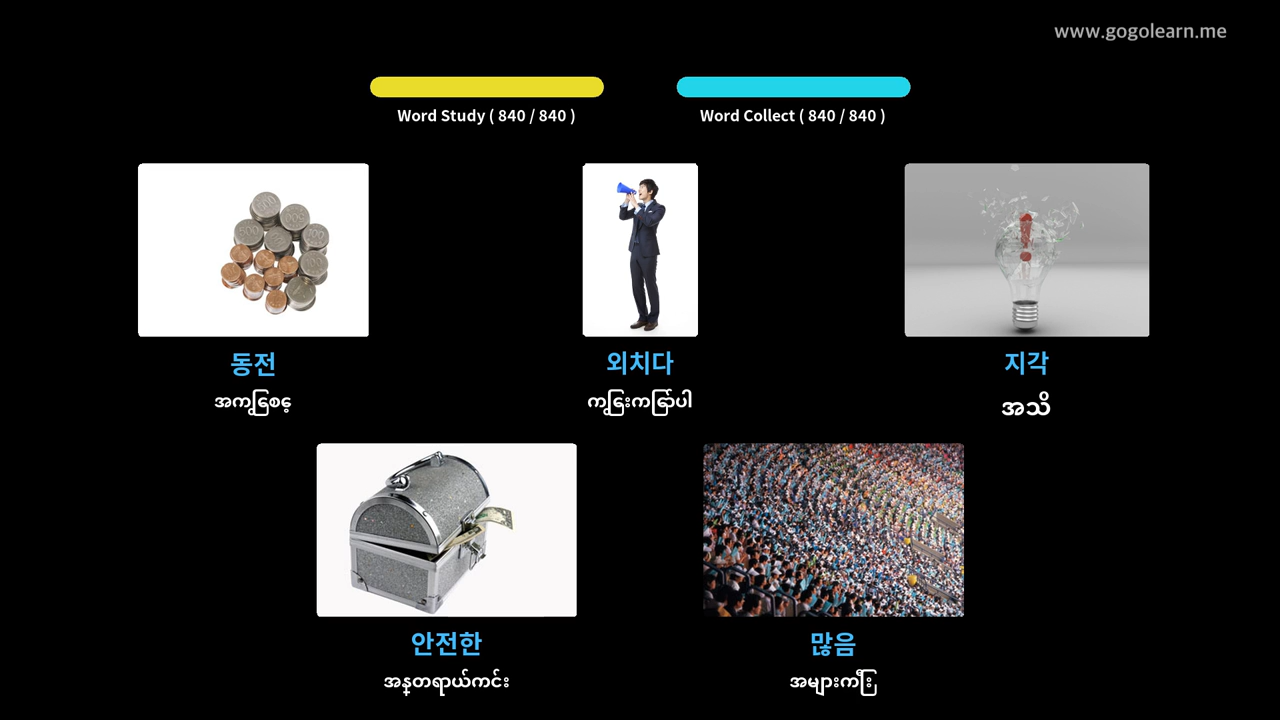 www.gogolearn.me
Word Study ( 840 / 840 )
Word Collect ( 840 / 840 )
동전
외치다
지각
အကြွေစေ့
ကြွေးကြော်ပါ
အသိ
안전한
많음
အန္တရာယ်ကင်း
အများကြီး